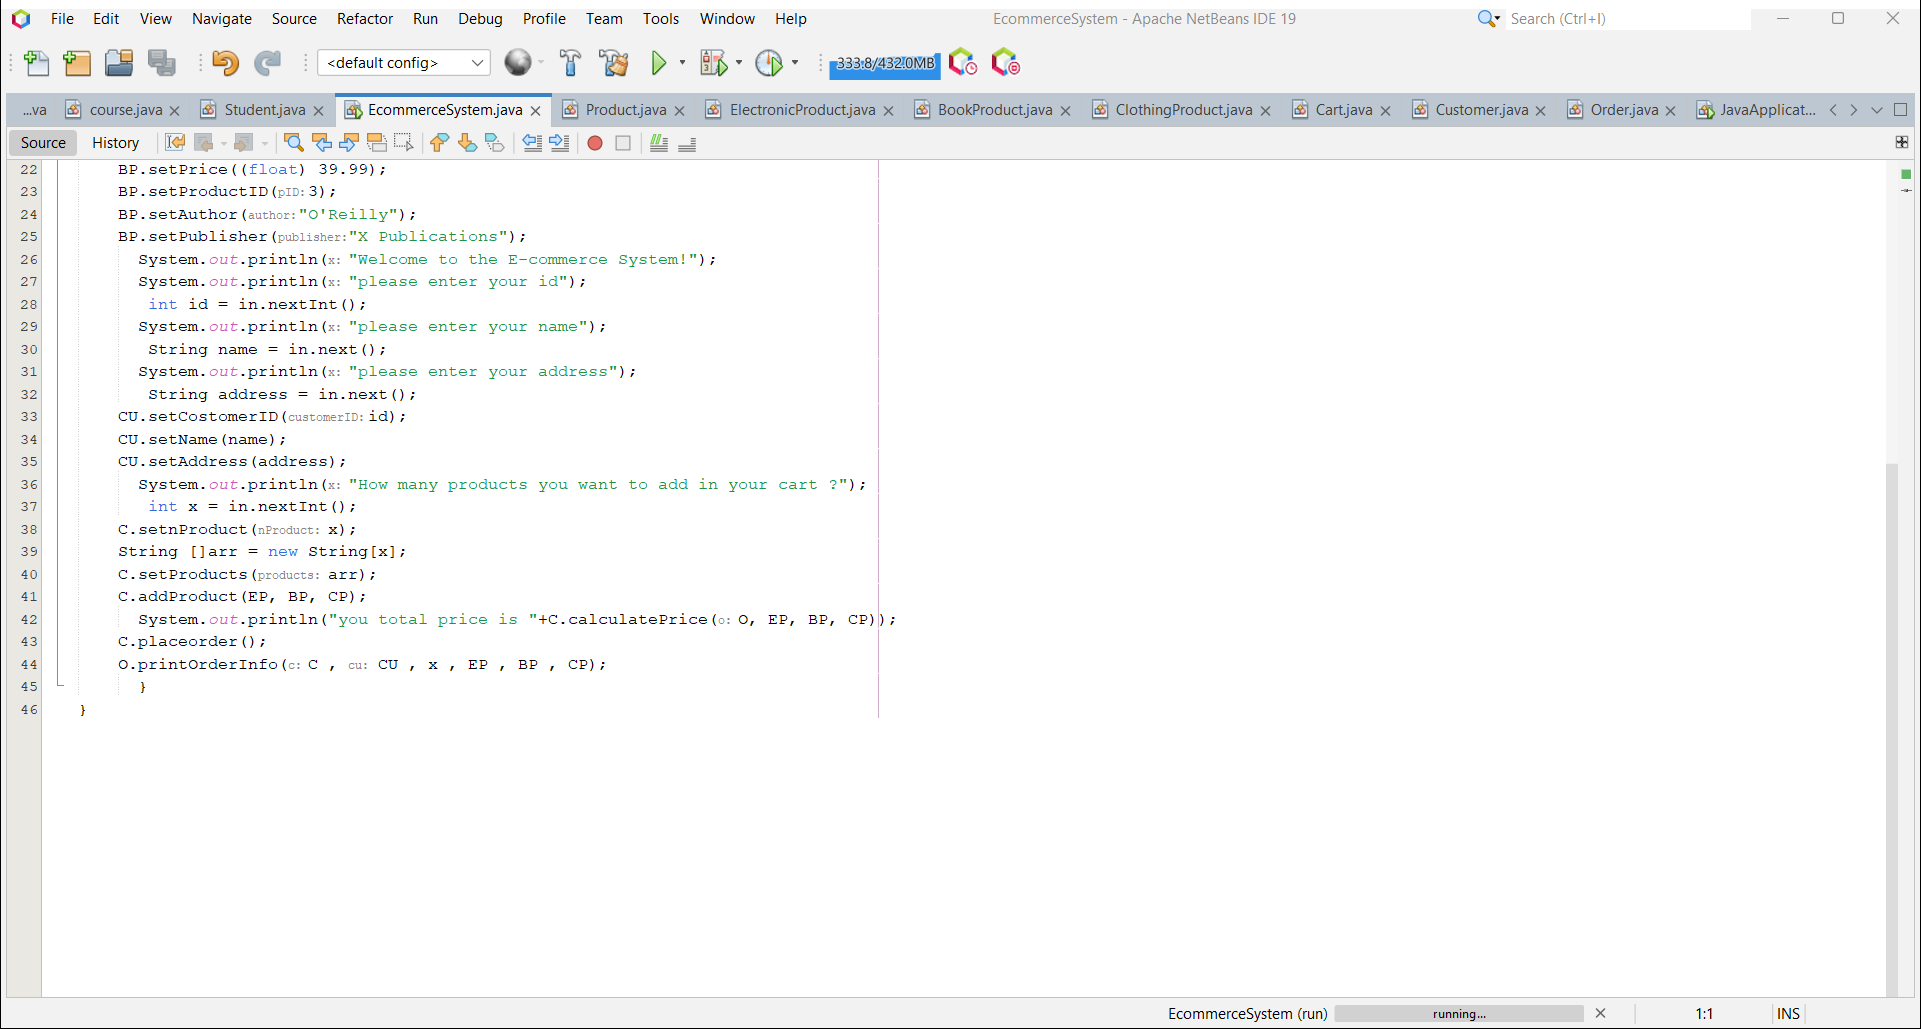 File Edit View Navigate Source Refactor Run Debug Profile Team Tools Window Help EcommerceSystem - Apache NetBeans IDE 19 Search (Ctrl+I)
<default config> 333.8/432.0MB
...va course.java Student.java EcommerceSystem.java Product.java ElectronicProduct.java BookProduct.java ClothingProduct.java Cart.java Customer.java Order.java JavaApplicat...
Source History
22 BP.setPrice((float) 39.99);
23 BP.setProductID(pID: 3);
24 BP.setAuthor(author: "O'Reilly");
25 BP.setPublisher(publisher: "X Publications");
26 System.out.println(x: "Welcome to the E-commerce System!");
27 System.out.println(x: "please enter your id");
28 int id = in.nextInt();
29 System.out.println(x: "please enter your name");
30 String name = in.next();
31 System.out.println(x: "please enter your address");
32 String address = in.next();
33 CU.setCostomerID(customerID: id);
34 CU.setName(name);
35 CU.setAddress(address);
36 System.out.println(x: "How many products you want to add in your cart ?");
37 int x = in.nextInt();
38 C.setnProduct(nProduct: x);
39 String []arr = new String[x];
40 C.setProducts(products: arr);
41 C.addProduct(EP, BP, CP);
42 System.out.println("you total price is "+C.calculatePrice(o: O, EP, BP, CP));
43 C.placeorder();
44 O.printOrderInfo(c: C , cu: CU , x , EP , BP , CP);
45 }
46 }
EcommerceSystem (run) running... 1:1 INS